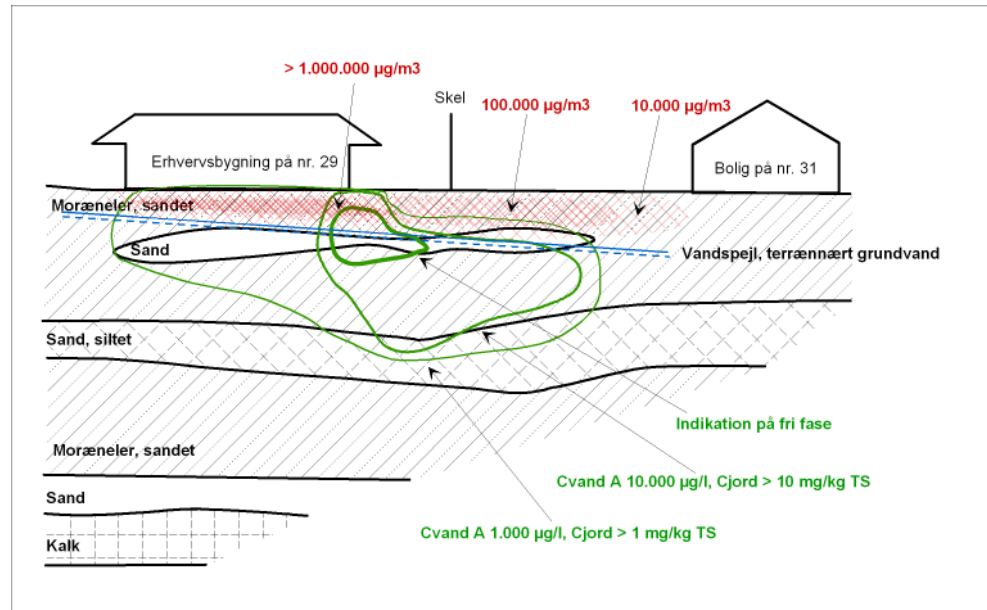 > 1.000.000 µg/m3
Skel
100.000 µg/m3
10.000 µg/m3
Erhvervsbygning på nr. 29
Bolig på nr. 31
Moræneler, sandet
Sand
Vandspejl, terrænnært grundvand
Sand, siltet
Indikation på fri fase
Moræneler, sandet
Cvand A 10.000 µg/l, Cjord > 10 mg/kg TS
Sand
Cvand A 1.000 µg/l, Cjord > 1 mg/kg TS
Kalk